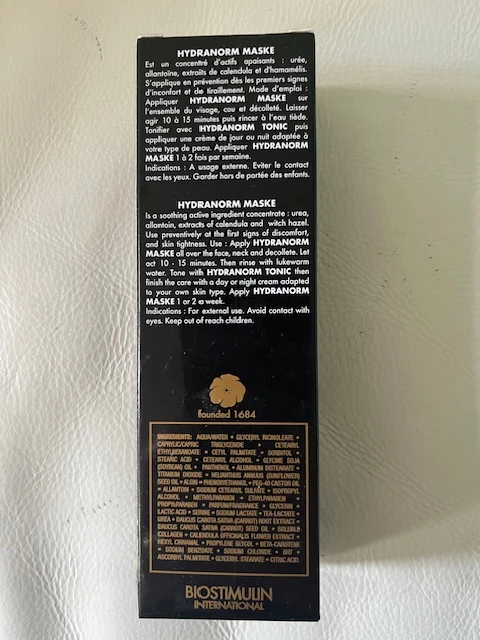 HYDRANORM MASKE
Est un concentré d'actifs apaisants : urée,
allantoïne, extraits de calendula et d'hamamélis.
S'applique en prévention dès les premiers signes
d'inconfort et de tiraillement. Mode d'emploi :
Appliquer HYDRANORM MASKE sur
l'ensemble du visage, cou et décolleté. Laisser
agir 10 à 15 minutes puis rincer à l'eau tiède.
Tonifier avec HYDRANORM TONIC puis
appliquer une crème de jour ou nuit adaptée à
votre type de peau. Appliquer HYDRANORM
MASKE 1 à 2 fois par semaine.
Indications : A usage externe. Eviter le contact
avec les yeux. Garder hors de portée des enfants.
HYDRANORM MASKE
Is a soothing active ingredient concentrate : urea,
allantoin, extracts of calendula and witch hazel.
Use preventively at the first signs of discomfort,
and skin tightness. Use : Apply HYDRANORM
MASKE all over the face, neck and decollete. Let
act 10 - 15 minutes. Then rinse with lukewarm
water. Tone with HYDRANORM TONIC then
finish the care with a day or night cream adapted
to your own skin type. Apply HYDRANORM
MASKE 1 or 2 a week.
Indications : For external use. Avoid contact with
eyes. Keep out of reach children.
founded 1684
INGREDIENTS: AQUA/WATER • GLYCERYL RICINOLEATE •
CAPRYLIC/CAPRIC TRIGLYCERIDE • CETEARYL
ETHYLHEXANOATE • CETYL PALMITATE • SORBITOL •
STEARIC ACID • CETEARYL ALCOHOL • GLYCINE SOJA
(SOYBEAN) OIL • PANTHENOL • ALUMINUM DISTEARATE •
TITANIUM DIOXIDE • HELIANTHUS ANNUUS (SUNFLOWER)
SEED OIL • ALGIN • PHENOXYETHANOL • PEG-40 CASTOR OIL
• ALLANTOIN • SODIUM CETEARYL SULFATE • ISOPROPYL
ALCOHOL • METHYLPARABEN • ETHYLPARABEN •
PROPYLPARABEN • PARFUM/FRAGRANCE • GLYCERIN •
LACTIC ACID • SERINE • SODIUM LACTATE • TEA-LACTATE •
UREA • DAUCUS CAROTA SATIVA (CARROT) ROOT EXTRACT •
DAUCUS CAROTA SATIVA (CARROT) SEED OIL • SOLUBLE
COLLAGEN • CALENDULA OFFICINALIS FLOWER EXTRACT •
HEXYL CINNAMAL • PROPYLENE GLYCOL • BETA-CAROTENE
• SODIUM BENZOATE • SODIUM CHLORIDE • BHT •
ASCORBYL PALMITATE • GLYCERYL STEARATE • CITRIC ACID.
BIOSTIMULIN
INTERNATIONAL